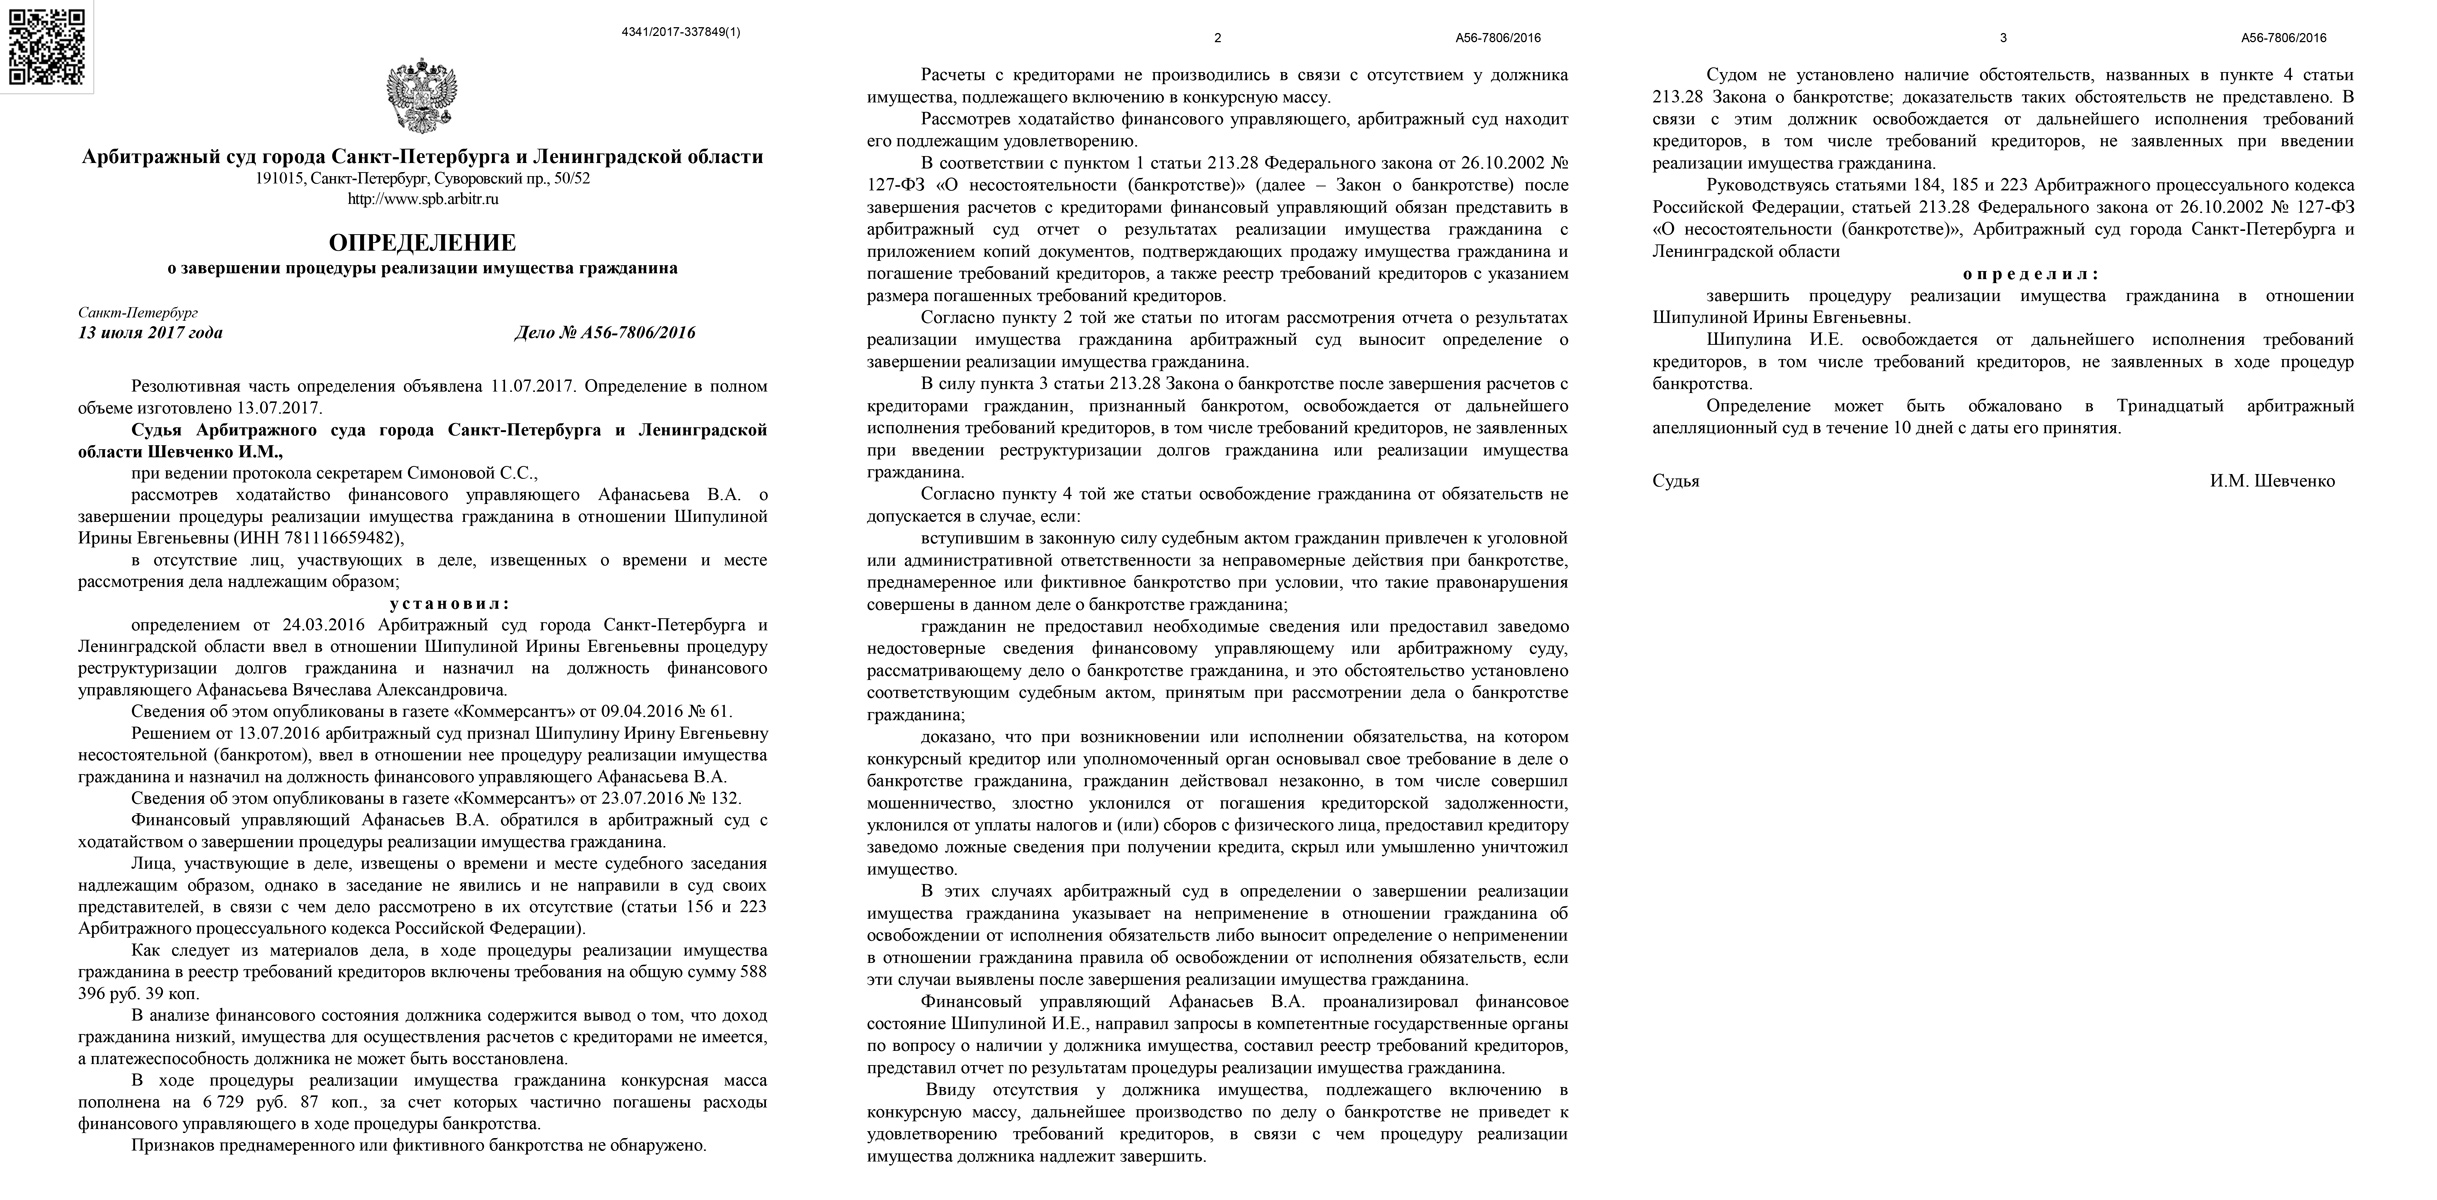 4341/2017-337849(1)
Арбитражный суд города Санкт-Петербурга и Ленинградской области
191015, Санкт-Петербург, Суворовский пр., 50/52
http://www.spb.arbitr.ru
ОПРЕДЕЛЕНИЕ
о завершении процедуры реализации имущества гражданина
Санкт-Петербург
13 июля 2017 года Дело № А56-7806/2016
Резолютивная часть определения объявлена 11.07.2017. Определение в полном
объеме изготовлено 13.07.2017.
Судья Арбитражного суда города Санкт-Петербурга и Ленинградской
области Шевченко И.М.,
при ведении протокола секретарем Симоновой С.С.,
рассмотрев ходатайство финансового управляющего Афанасьева В.А. о
завершении процедуры реализации имущества гражданина в отношении Шипулиной
Ирины Евгеньевны (ИНН 781116659482),
в отсутствие лиц, участвующих в деле, извещенных о времени и месте
рассмотрения дела надлежащим образом;
установил:
определением от 24.03.2016 Арбитражный суд города Санкт-Петербурга и
Ленинградской области ввел в отношении Шипулиной Ирины Евгеньевны процедуру
реструктуризации долгов гражданина и назначил на должность финансового
управляющего Афанасьева Вячеслава Александровича.
Сведения об этом опубликованы в газете «Коммерсантъ» от 09.04.2016 № 61.
Решением от 13.07.2016 арбитражный суд признал Шипулину Ирину Евгеньевну
несостоятельной (банкротом), ввел в отношении нее процедуру реализации имущества
гражданина и назначил на должность финансового управляющего Афанасьева В.А.
Сведения об этом опубликованы в газете «Коммерсантъ» от 23.07.2016 № 132.
Финансовый управляющий Афанасьев В.А. обратился в арбитражный суд с
ходатайством о завершении процедуры реализации имущества гражданина.
Лица, участвующие в деле, извещены о времени и месте судебного заседания
надлежащим образом, однако в заседание не явились и не направили в суд своих
представителей, в связи с чем дело рассмотрено в их отсутствие (статьи 156 и 223
Арбитражного процессуального кодекса Российской Федерации).
Как следует из материалов дела, в ходе процедуры реализации имущества
гражданина в реестр требований кредиторов включены требования на общую сумму 588
396 руб. 39 коп.
В анализе финансового состояния должника содержится вывод о том, что доход
гражданина низкий, имущества для осуществления расчетов с кредиторами не имеется,
а платежеспособность должника не может быть восстановлена.
В ходе процедуры реализации имущества гражданина конкурсная масса
пополнена на 6 729 руб. 87 коп., за счет которых частично погашены расходы
финансового управляющего в ходе процедуры банкротства.
Признаков преднамеренного или фиктивного банкротства не обнаружено.
2 А56-7806/2016
Расчеты с кредиторами не производились в связи с отсутствием у должника
имущества, подлежащего включению в конкурсную массу.
Рассмотрев ходатайство финансового управляющего, арбитражный суд находит
его подлежащим удовлетворению.
В соответствии с пунктом 1 статьи 213.28 Федерального закона от 26.10.2002 №
127-ФЗ «О несостоятельности (банкротстве)» (далее – Закон о банкротстве) после
завершения расчетов с кредиторами финансовый управляющий обязан представить в
арбитражный суд отчет о результатах реализации имущества гражданина с
приложением копий документов, подтверждающих продажу имущества гражданина и
погашение требований кредиторов, а также реестр требований кредиторов с указанием
размера погашенных требований кредиторов.
Согласно пункту 2 той же статьи по итогам рассмотрения отчета о результатах
реализации имущества гражданина арбитражный суд выносит определение о
завершении реализации имущества гражданина.
В силу пункта 3 статьи 213.28 Закона о банкротстве после завершения расчетов с
кредиторами гражданин, признанный банкротом, освобождается от дальнейшего
исполнения требований кредиторов, в том числе требований кредиторов, не заявленных
при введении реструктуризации долгов гражданина или реализации имущества
гражданина.
Согласно пункту 4 той же статьи освобождение гражданина от обязательств не
допускается в случае, если:
вступившим в законную силу судебным актом гражданин привлечен к уголовной
или административной ответственности за неправомерные действия при банкротстве,
преднамеренное или фиктивное банкротство при условии, что такие правонарушения
совершены в данном деле о банкротстве гражданина;
гражданин не предоставил необходимые сведения или предоставил заведомо
недостоверные сведения финансовому управляющему или арбитражному суду,
рассматривающему дело о банкротстве гражданина, и это обстоятельство установлено
соответствующим судебным актом, принятым при рассмотрении дела о банкротстве
гражданина;
доказано, что при возникновении или исполнении обязательства, на котором
конкурсный кредитор или уполномоченный орган основывал свое требование в деле о
банкротстве гражданина, гражданин действовал незаконно, в том числе совершил
мошенничество, злостно уклонился от погашения кредиторской задолженности,
уклонился от уплаты налогов и (или) сборов с физического лица, предоставил кредитору
заведомо ложные сведения при получении кредита, скрыл или умышленно уничтожил
имущество.
В этих случаях арбитражный суд в определении о завершении реализации
имущества гражданина указывает на неприменение в отношении гражданина об
освобождении от исполнения обязательств либо выносит определение о неприменении
в отношении гражданина правила об освобождении от исполнения обязательств, если
эти случаи выявлены после завершения реализации имущества гражданина.
Финансовый управляющий Афанасьев В.А. проанализировал финансовое
состояние Шипулиной И.Е., направил запросы в компетентные государственные органы
по вопросу о наличии у должника имущества, составил реестр требований кредиторов,
представил отчет по результатам процедуры реализации имущества гражданина.
Ввиду отсутствия у должника имущества, подлежащего включению в
конкурсную массу, дальнейшее производство по делу о банкротстве не приведет к
удовлетворению требований кредиторов, в связи с чем процедуру реализации
имущества должника надлежит завершить.
3 А56-7806/2016
Судом не установлено наличие обстоятельств, названных в пункте 4 статьи
213.28 Закона о банкротстве; доказательств таких обстоятельств не представлено. В
связи с этим должник освобождается от дальнейшего исполнения требований
кредиторов, в том числе требований кредиторов, не заявленных при введении
реализации имущества гражданина.
Руководствуясь статьями 184, 185 и 223 Арбитражного процессуального кодекса
Российской Федерации, статьей 213.28 Федерального закона от 26.10.2002 № 127-ФЗ
«О несостоятельности (банкротстве)», Арбитражный суд города Санкт-Петербурга и
Ленинградской области
определил:
завершить процедуру реализации имущества гражданина в отношении
Шипулиной Ирины Евгеньевны.
Шипулина И.Е. освобождается от дальнейшего исполнения требований
кредиторов, в том числе требований кредиторов, не заявленных в ходе процедур
банкротства.
Определение может быть обжаловано в Тринадцатый арбитражный
апелляционный суд в течение 10 дней с даты его принятия.
Судья И.М. Шевченко